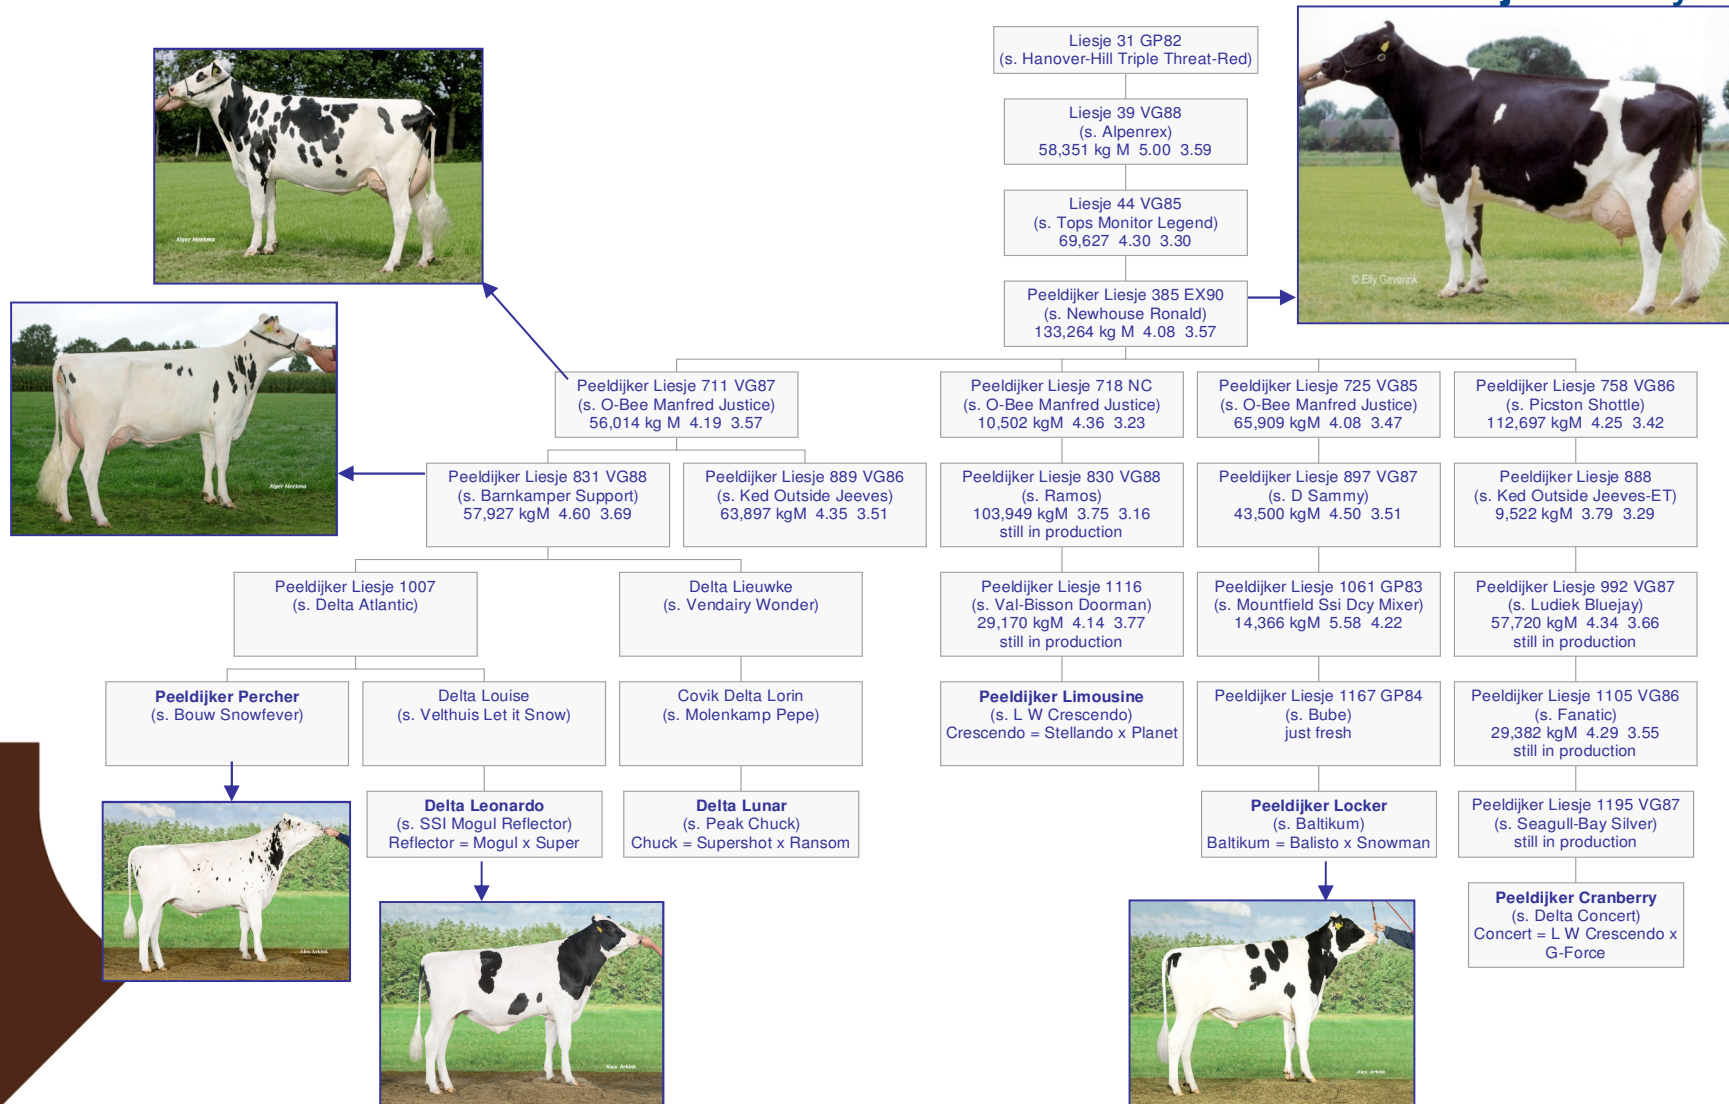 Liesje 31 GP82
(s. Hanover-Hill Triple Threat-Red)
Liesje 39 VG88
(s. Alpenrex)
58,351 kg M 5.00 3.59
Liesje 44 VG85
(s. Tops Monitor Legend)
69,627 4.30 3.30
Peeldijker Liesje 385 EX90
(s. Newhouse Ronald)
133,264 kg M 4.08 3.57
© Elly Geverink
Alger Meekma
Alger Meekma
Peeldijker Liesje 711 VG87
(s. O-Bee Manfred Justice)
56,014 kg M 4.19 3.57
Peeldijker Liesje 718 NC
(s. O-Bee Manfred Justice)
10,502 kgM 4.36 3.23
Peeldijker Liesje 725 VG85
(s. O-Bee Manfred Justice)
65,909 kgM 4.08 3.47
Peeldijker Liesje 758 VG86
(s. Picston Shottle)
112,697 kgM 4.25 3.42
Peeldijker Liesje 831 VG88
(s. Barnkamper Support)
57,927 kgM 4.60 3.69
Peeldijker Liesje 889 VG86
(s. Ked Outside Jeeves)
63,897 kgM 4.35 3.51
Peeldijker Liesje 830 VG88
(s. Ramos)
103,949 kgM 3.75 3.16
still in production
Peeldijker Liesje 897 VG87
(s. D Sammy)
43,500 kgM 4.50 3.51
Peeldijker Liesje 888
(s. Ked Outside Jeeves-ET)
9,522 kgM 3.79 3.29
Peeldijker Liesje 1007
(s. Delta Atlantic)
Delta Lieuwke
(s. Vendairy Wonder)
Peeldijker Liesje 1116
(s. Val-Bisson Doorman)
29,170 kgM 4.14 3.77
still in production
Peeldijker Liesje 1061 GP83
(s. Mountfield Ssi Dcy Mixer)
14,366 kgM 5.58 4.22
Peeldijker Liesje 992 VG87
(s. Ludiek Bluejay)
57,720 kgM 4.34 3.66
still in production
Peeldijker Percher
(s. Bouw Snowfever)
Delta Louise
(s. Velthuis Let it Snow)
Covik Delta Lorin
(s. Molenkamp Pepe)
Peeldijker Limousine
(s. L W Crescendo)
Crescendo = Stellando x Planet
Peeldijker Liesje 1167 GP84
(s. Bube)
just fresh
Peeldijker Liesje 1105 VG86
(s. Fanatic)
29,382 kgM 4.29 3.55
still in production
Delta Leonardo
(s. SSI Mogul Reflector)
Reflector = Mogul x Super
Delta Lunar
(s. Peak Chuck)
Chuck = Supershot x Ransom
Peeldijker Locker
(s. Baltikum)
Baltikum = Balisto x Snowman
Peeldijker Liesje 1195 VG87
(s. Seagull-Bay Silver)
still in production
Peeldijker Cranberry
(s. Delta Concert)
Concert = L W Crescendo x
G-Force
Alex Arkink
Alex Arkink
Alex Arkink